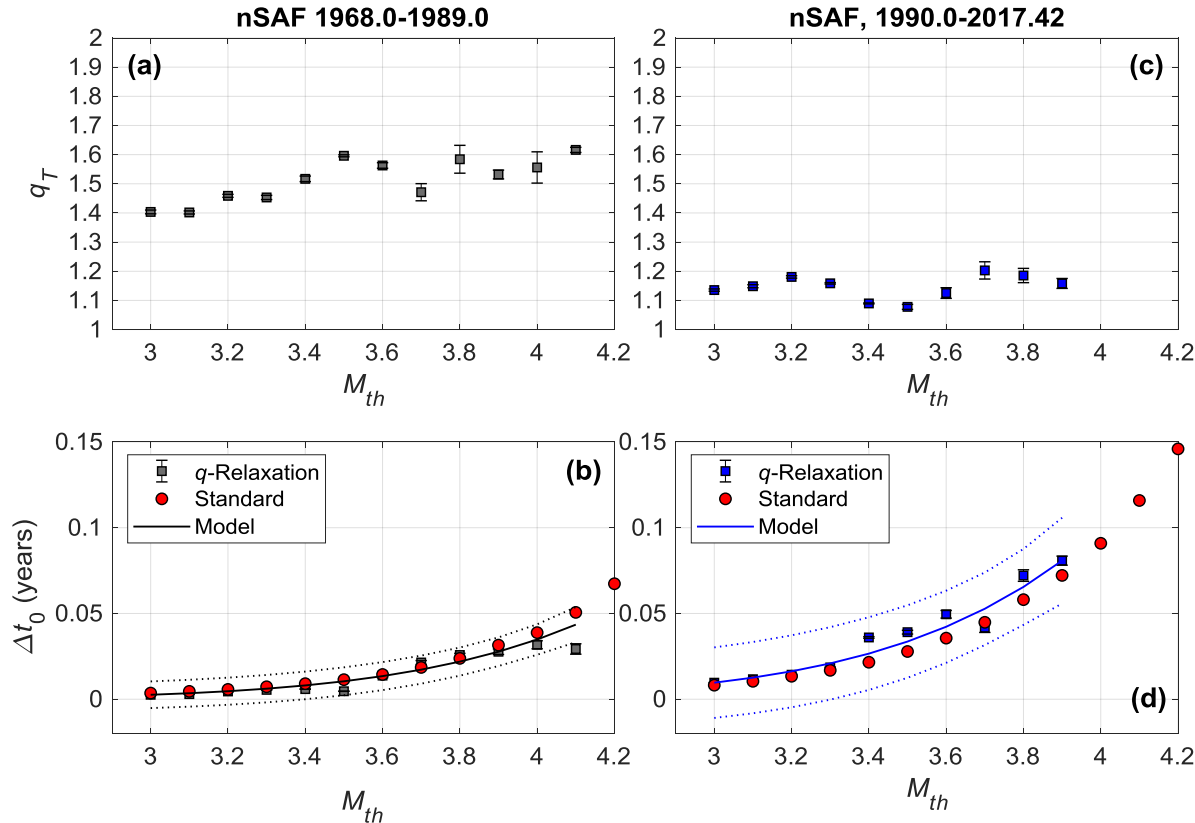 nSAF 1968.0-1989.0
2
1.9
1.8
1.7
1.6
1.5
1.4
1.3
1.2
1.1
1
q_T
(a)
3 3.2 3.4 3.6 3.8 4 4.2
M_th
nSAF, 1990.0-2017.42
2
1.9
1.8
1.7
1.6
1.5
1.4
1.3
1.2
1.1
1
(c)
3 3.2 3.4 3.6 3.8 4 4.2
M_th
0.15
0.1
0.05
0
Δt_0 (years)
q-Relaxation
Standard
Model
(b)
3 3.2 3.4 3.6 3.8 4 4.2
M_th
0.15
0.1
0.05
0
q-Relaxation
Standard
Model
(d)
3 3.2 3.4 3.6 3.8 4 4.2
M_th